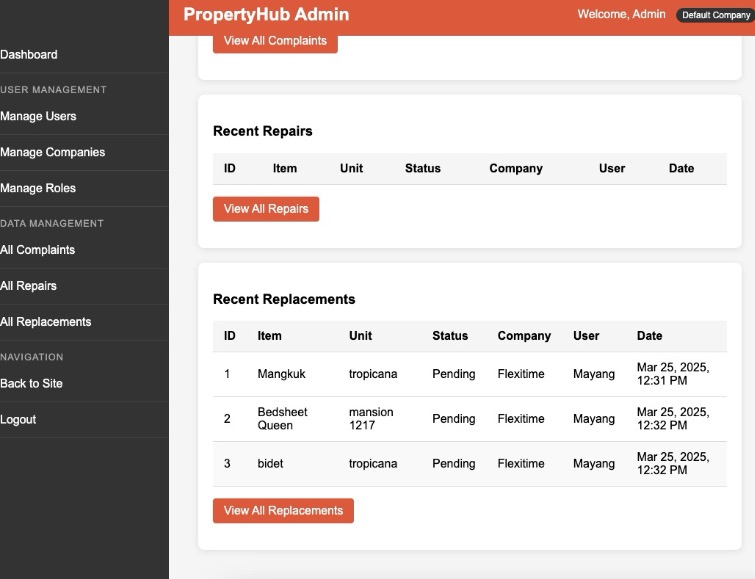 PropertyHub Admin
Welcome, Admin Default Company
Dashboard
USER MANAGEMENT
Manage Users
Manage Companies
Manage Roles
DATA MANAGEMENT
All Complaints
All Repairs
All Replacements
NAVIGATION
Back to Site
Logout
View All Complaints
Recent Repairs
ID Item Unit Status Company User Date
View All Repairs
Recent Replacements
ID Item Unit Status Company User Date
1 Mangkuk tropicana Pending Flexitime Mayang Mar 25, 2025,
12:31 PM
2 Bedsheet mansion Pending Flexitime Mayang Mar 25, 2025,
Queen 1217 12:32 PM
3 bidet tropicana Pending Flexitime Mayang Mar 25, 2025,
12:32 PM
View All Replacements